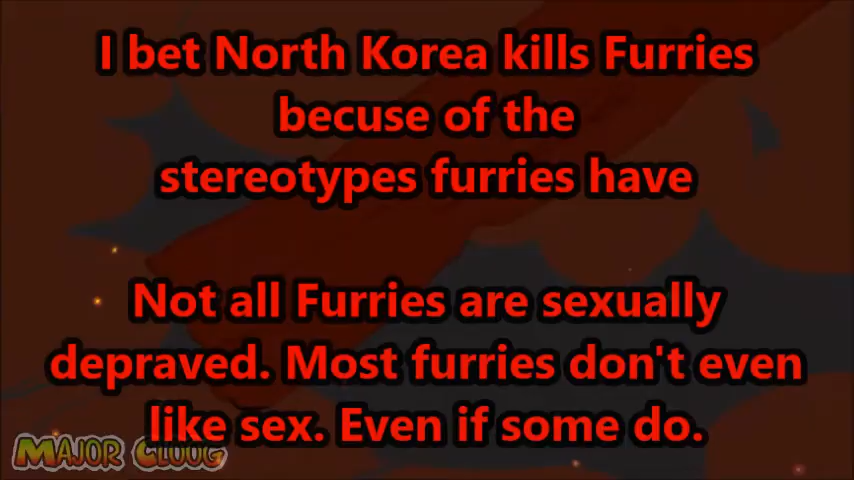 I bet North Korea kills Furries
becuse of the
stereotypes furries have
Not all Furries are sexually
depraved. Most furries don't even
like sex. Even if some do.
MAJOR CLOUG